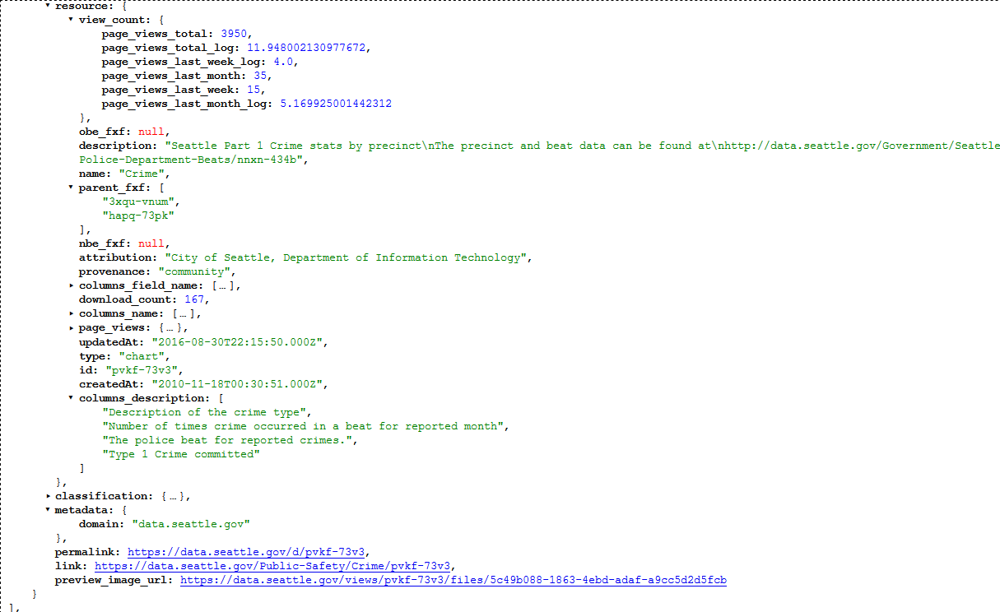 ▾ resource: {
▾ view_count: {
page_views_total: 3950,
page_views_total_log: 11.948002130977672,
page_views_last_week_log: 4.0,
page_views_last_month: 35,
page_views_last_week: 15,
page_views_last_month_log: 5.169925001442312
},
obe_fxf: null,
description: "Seattle Part 1 Crime stats by precinct\nThe precinct and beat data can be found at\nhttp://data.seattle.gov/Government/Seattle
Police-Department-Beats/nnxn-434b",
name: "Crime",
▾ parent_fxf: [
"3xqu-vnum",
"hapq-73pk"
],
nbe_fxf: null,
attribution: "City of Seattle, Department of Information Technology",
provenance: "community",
▸ columns_field_name: […],
download_count: 167,
▸ columns_name: […],
▸ page_views: {…},
updatedAt: "2016-08-30T22:15:50.000Z",
type: "chart",
id: "pvkf-73v3",
createdAt: "2010-11-18T00:30:51.000Z",
▾ columns_description: [
"Description of the crime type",
"Number of times crime occurred in a beat for reported month",
"The police beat for reported crimes.",
"Type 1 Crime committed"
]
},
▸ classification: {…},
▾ metadata: {
domain: "data.seattle.gov"
},
permalink: https://data.seattle.gov/d/pvkf-73v3,
link: https://data.seattle.gov/Public-Safety/Crime/pvkf-73v3,
preview_image_url: https://data.seattle.gov/views/pvkf-73v3/files/5c49b088-1863-4ebd-adaf-a9cc5d2d5fcb
}
],